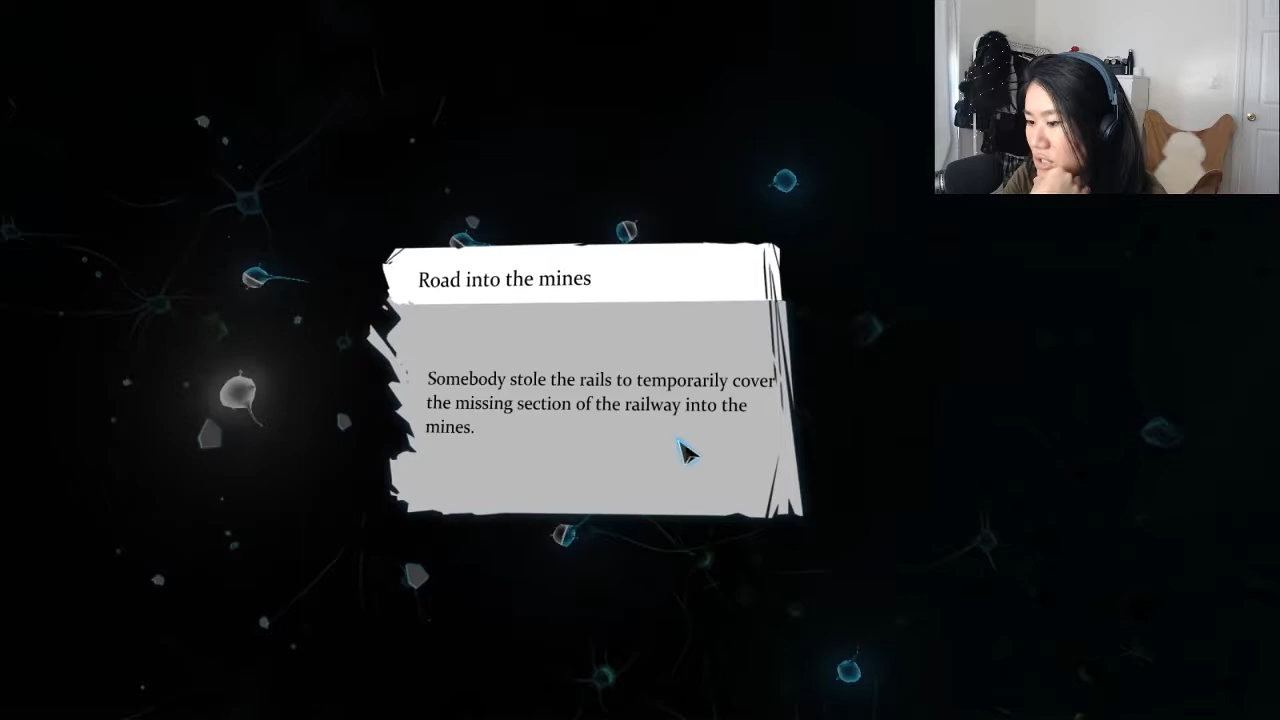 Road into the mines
Somebody stole the rails to temporarily cover
the missing section of the railway into the
mines.